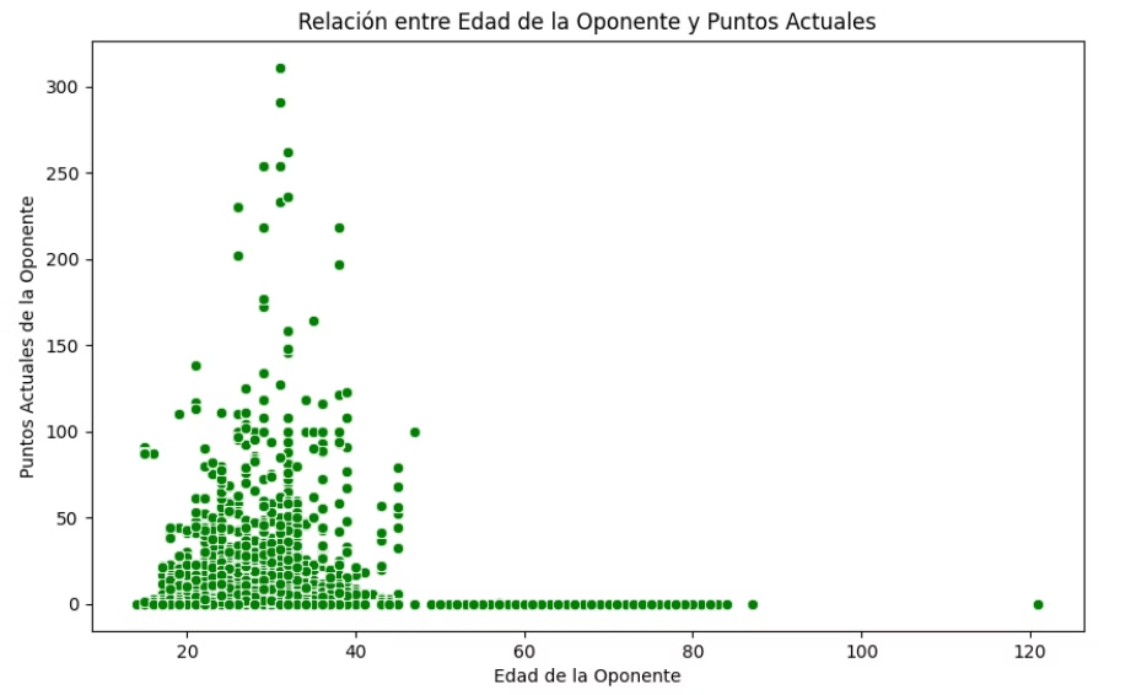 Relación entre Edad de la Oponente y Puntos Actuales
300
250
200
150
100
50
0
Puntos Actuales de la Oponente
20 40 60 80 100 120
Edad de la Oponente